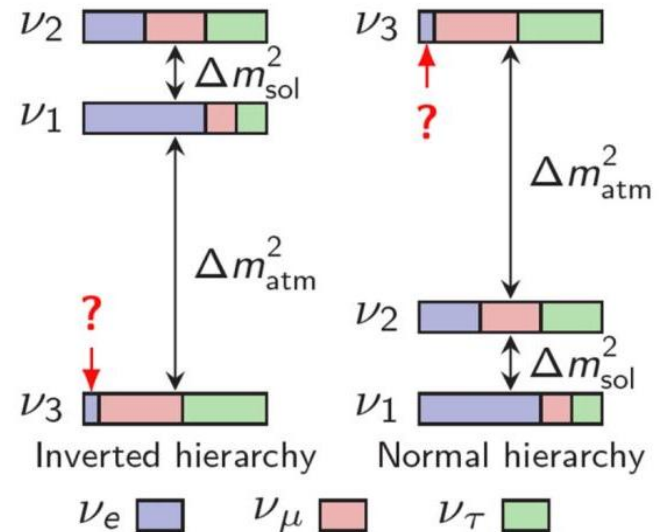 ν2
Δm²sol
ν1
Δm²atm
?
ν3
Inverted hierarchy
ν3
?
Δm²atm
ν2
Δm²sol
ν1
Normal hierarchy
νe νμ ντ